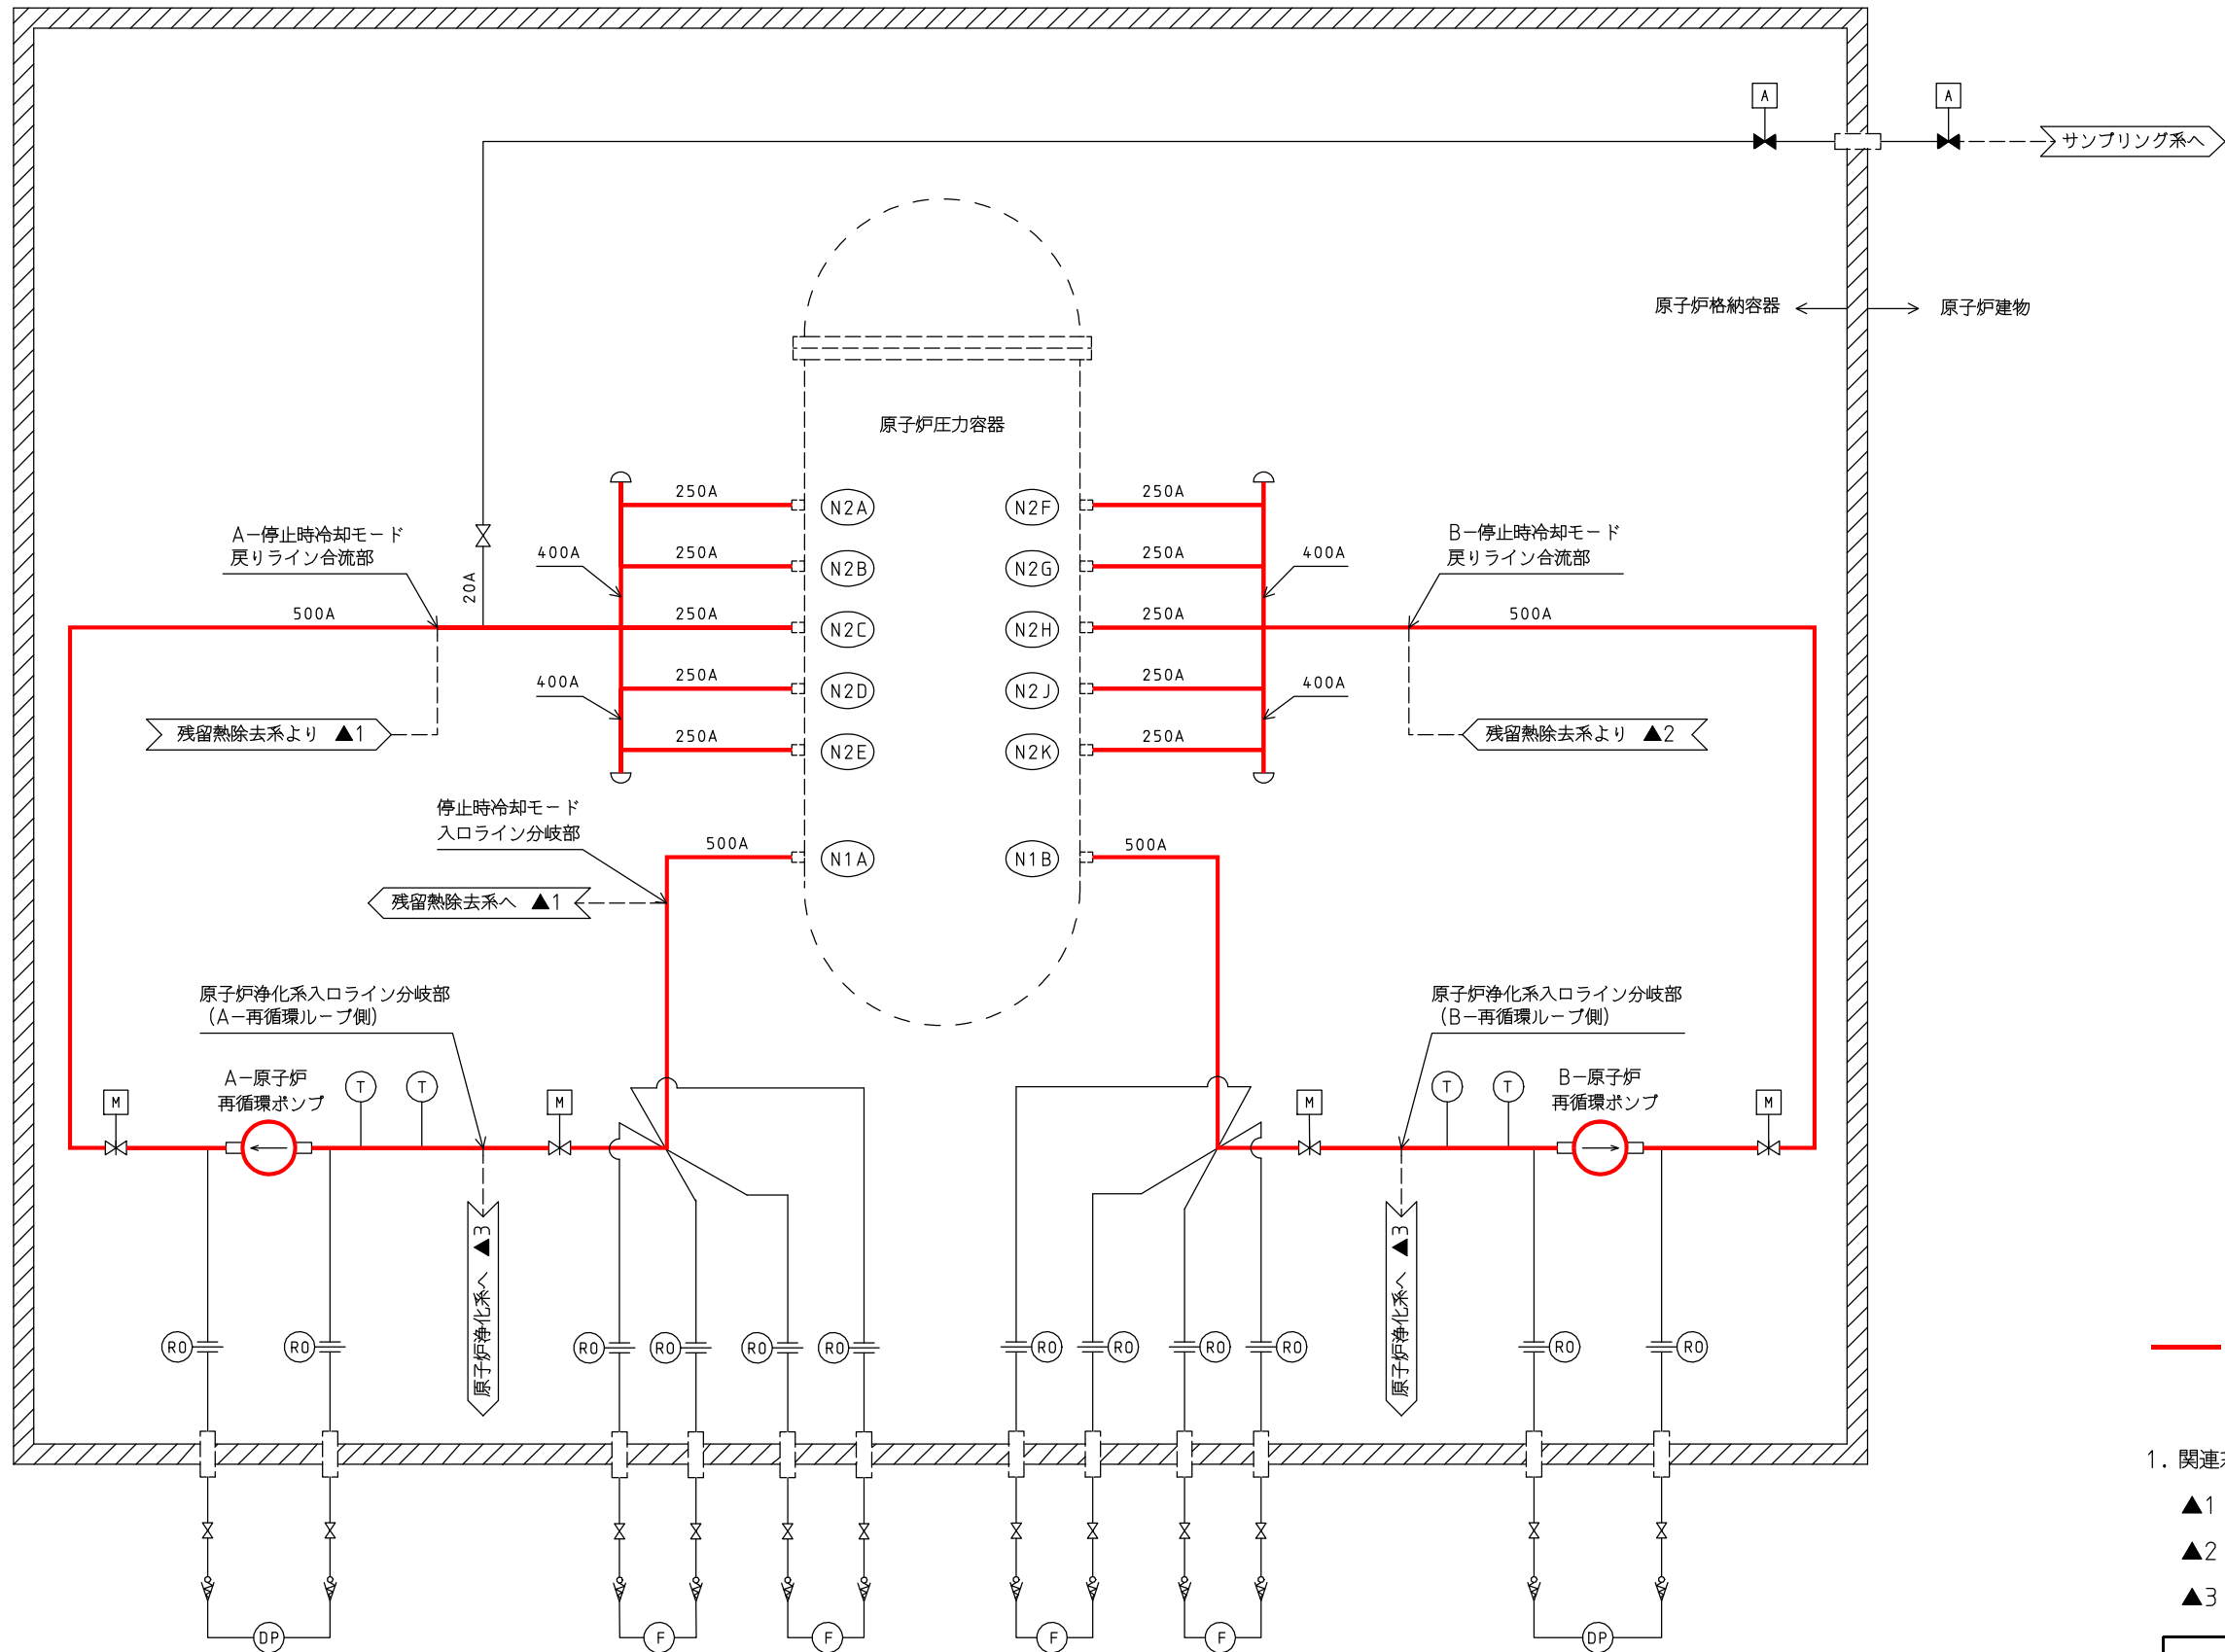 A
A
サンプリング系へ
原子炉格納容器
原子炉建物
原子炉圧力容器
250A
N2A
N2F
250A
A-停止時冷却モード
戻りライン合流部
B-停止時冷却モード
戻りライン合流部
400A
250A
N2B
N2G
250A
400A
20A
500A
250A
N2C
N2H
250A
500A
400A
250A
N2D
N2J
250A
400A
残留熱除去系より ▲1
250A
N2E
N2K
250A
残留熱除去系より ▲2
停止時冷却モード
入口ライン分岐部
500A
N1A
N1B
500A
残留熱除去系へ ▲1
原子炉浄化系入口ライン分岐部
(A-再循環ループ側)
原子炉浄化系入口ライン分岐部
(B-再循環ループ側)
A-原子炉
再循環ポンプ
T
T
B-原子炉
再循環ポンプ
T
T
M
M
M
M
原子炉浄化系へ ▲3
原子炉浄化系へ ▲3
RO
RO
RO
RO
RO
RO
RO
RO
RO
RO
RO
RO
1. 関連
▲1
▲2
▲3
DP
F
F
F
F
DP